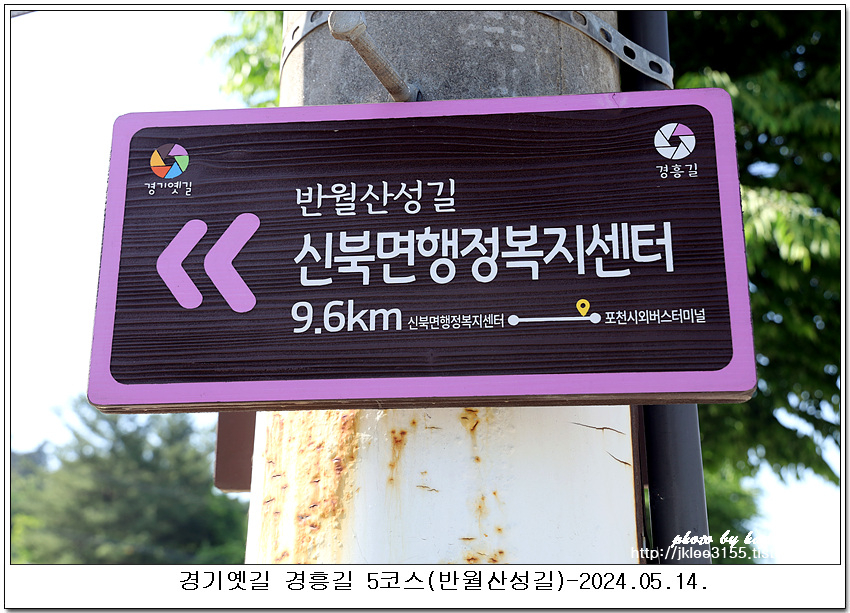 경기옛길
경흥길
반월산성길
신북면행정복지센터
9.6km 신북면행정복지센터 포천시외버스터미널
photo by
http://jklee3155.tist
경기옛길 경흥길 5코스(반월산성길)-2024.05.14.